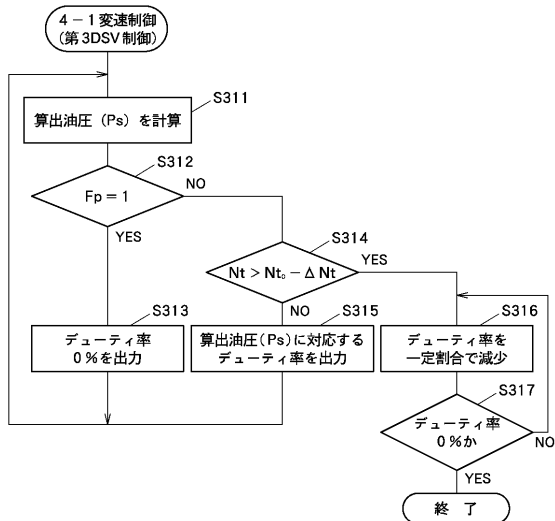 4－1変速制御
(第3DSV制御)
S311
算出油圧（Ps）を計算
S312
Fp＝1
NO
YES
S314
Nt＞Nt₀－ΔNt
YES
NO
S313
デューティ率
0％を出力
S315
算出油圧(Ps)に対応する
デューティ率を出力
S316
デューティ率を
一定割合で減少
S317
デューティ率
0％か
NO
YES
終 了